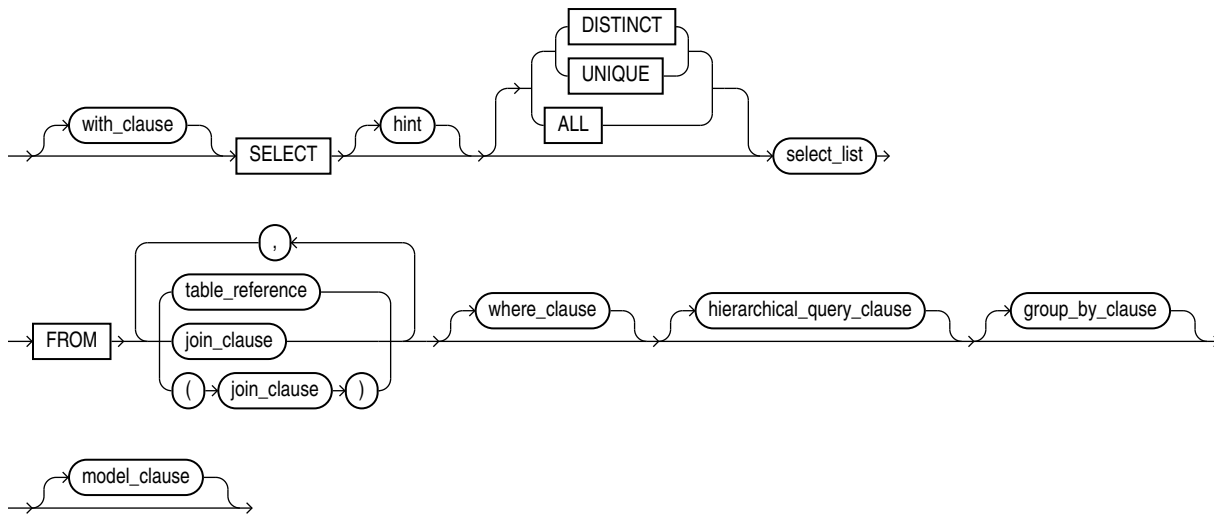 DISTINCT
UNIQUE
ALL
with_clause SELECT hint select_list
,
table_reference
FROM join_clause where_clause hierarchical_query_clause group_by_clause
( join_clause )
model_clause